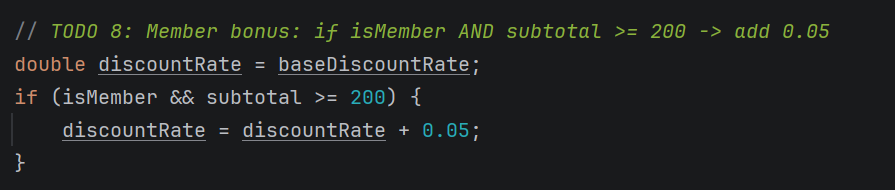 // TODO 8: Member bonus: if isMember AND subtotal >= 200 -> add 0.05
double discountRate = baseDiscountRate;
if (isMember && subtotal >= 200) {
    discountRate = discountRate + 0.05;
}